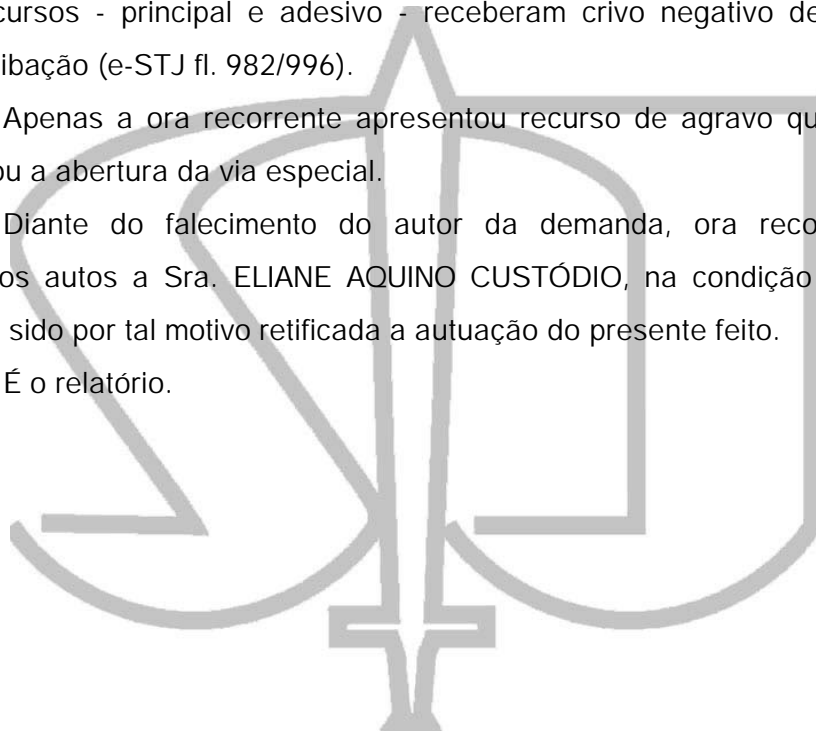 cursos - principal e adesivo - receberam crivo negativo de
ibação (e-STJ fl. 982/996).
Apenas a ora recorrente apresentou recurso de agravo qu
ou a abertura da via especial.
Diante do falecimento do autor da demanda, ora reco
os autos a Sra. ELIANE AQUINO CUSTÓDIO, na condição
sido por tal motivo retificada a autuação do presente feito.
É o relatório.